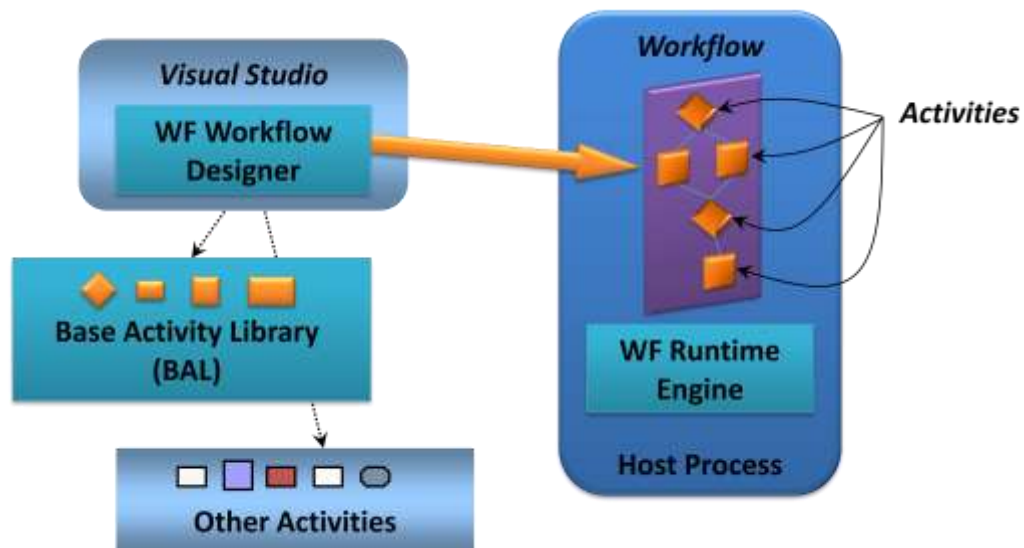 Visual Studio
WF Workflow
Designer
Base Activity Library
(BAL)
Other Activities
Workflow
Activities
WF Runtime
Engine
Host Process